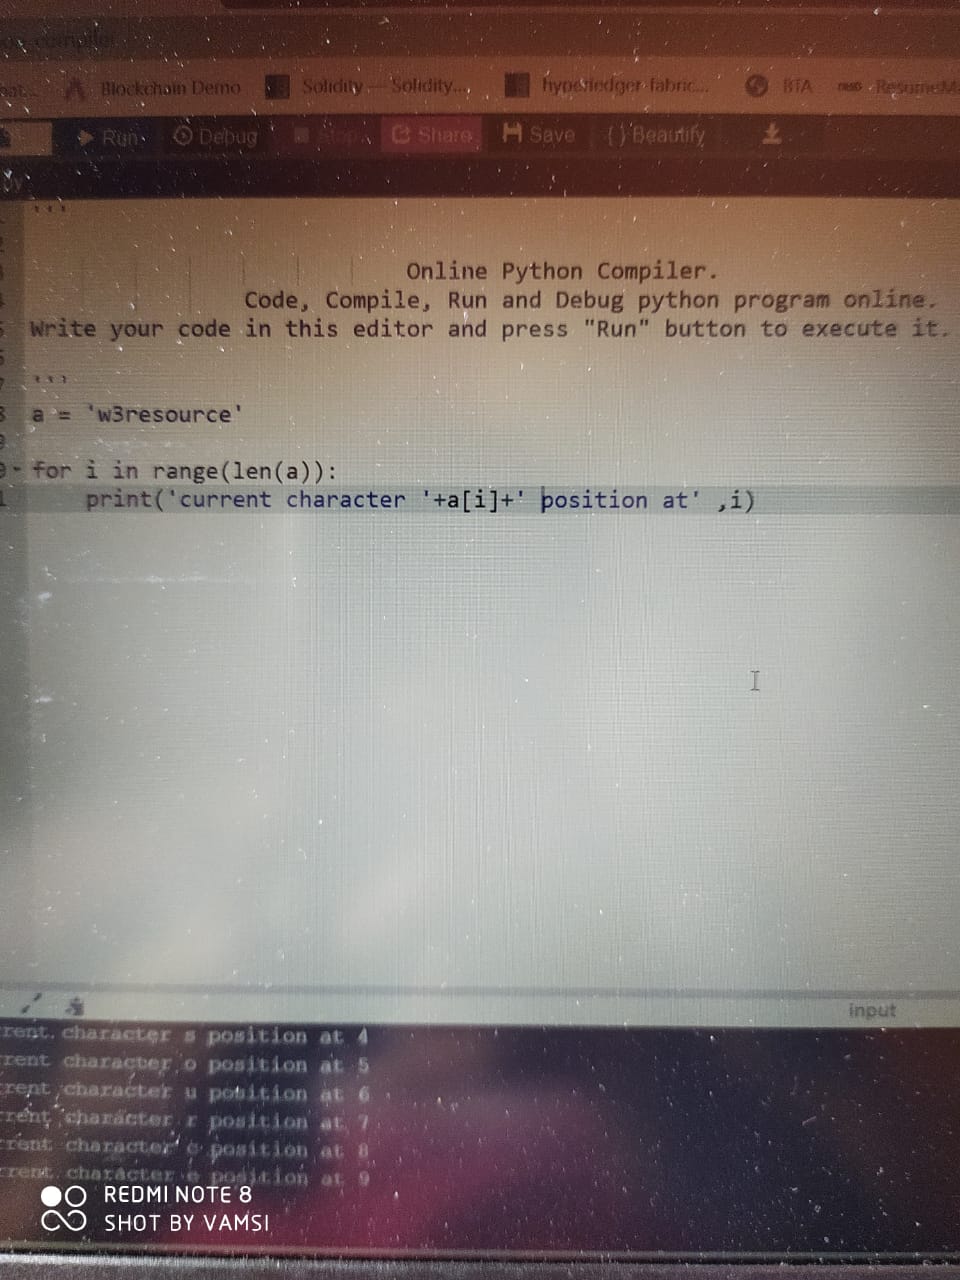 compiler
Blockchain Demo Solidity — Solidity... hyperledger-fabric... BTA
Run Debug Stop Share Save {} Beautify
'''
Online Python Compiler.
Code, Compile, Run and Debug python program online.
Write your code in this editor and press "Run" button to execute it.
'''
a = 'w3resource'
for i in range(len(a)):
print('current character '+a[i]+' position at' ,i)
input
rent character s position at 4
rent character o position at 5
rent character u position at 6
rent character r position at 7
rrent character c position at 8
rrent character e position at 9
REDMI NOTE 8
SHOT BY VAMSI